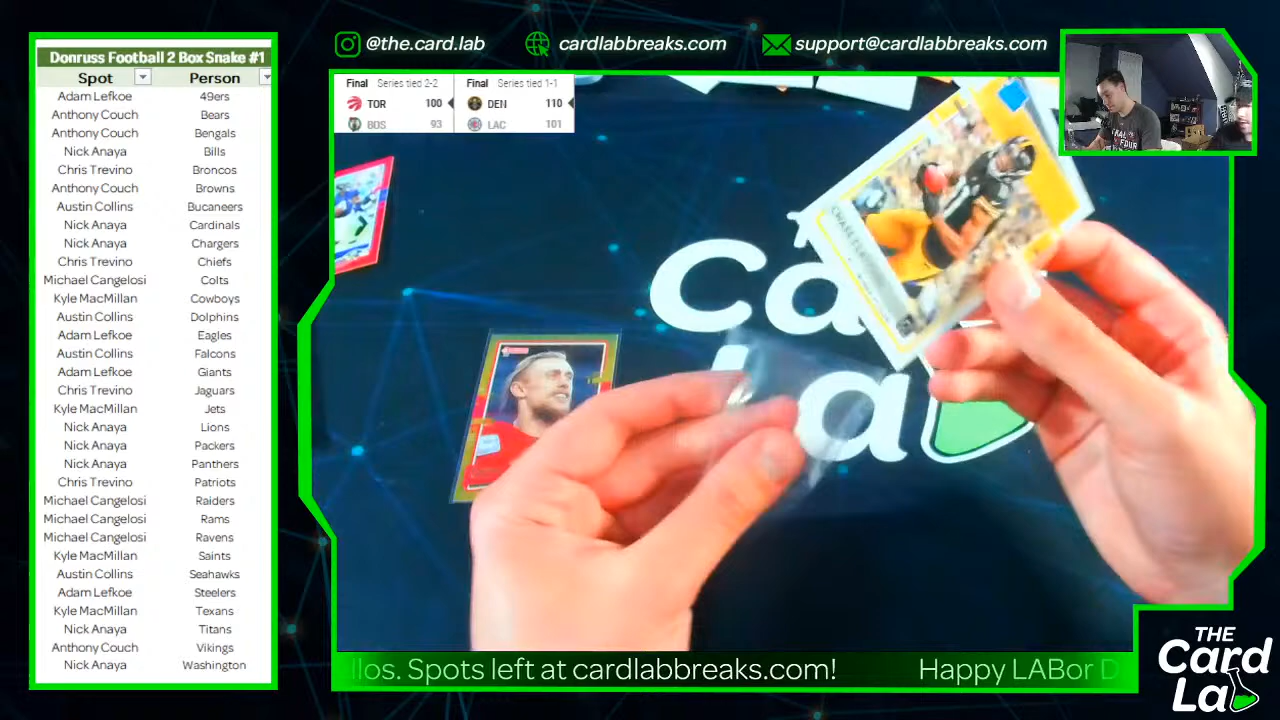 @the.card.lab
cardlabbreaks.com
support@cardlabbreaks.com
Donruss Football 2 Box Snake #1
Spot Person
Adam Lefkoe 49ers
Anthony Couch Bears
Anthony Couch Bengals
Nick Anaya Bills
Chris Trevino Broncos
Anthony Couch Browns
Austin Collins Bucaneers
Nick Anaya Cardinals
Nick Anaya Chargers
Chris Trevino Chiefs
Michael Cangelosi Colts
Kyle MacMillan Cowboys
Austin Collins Dolphins
Adam Lefkoe Eagles
Austin Collins Falcons
Adam Lefkoe Giants
Chris Trevino Jaguars
Kyle MacMillan Jets
Nick Anaya Lions
Nick Anaya Packers
Nick Anaya Panthers
Chris Trevino Patriots
Michael Cangelosi Raiders
Michael Cangelosi Rams
Michael Cangelosi Ravens
Kyle MacMillan Saints
Austin Collins Seahawks
Adam Lefkoe Steelers
Kyle MacMillan Texans
Nick Anaya Titans
Anthony Couch Vikings
Nick Anaya Washington
Final Series tied 2-2
TOR 100
BOS 93
Final Series tied 1-1
DEN 110
LAC 101
Ca
La
llos. Spots left at cardlabbreaks.com!
Happy LABor D
THE
Card
Lab